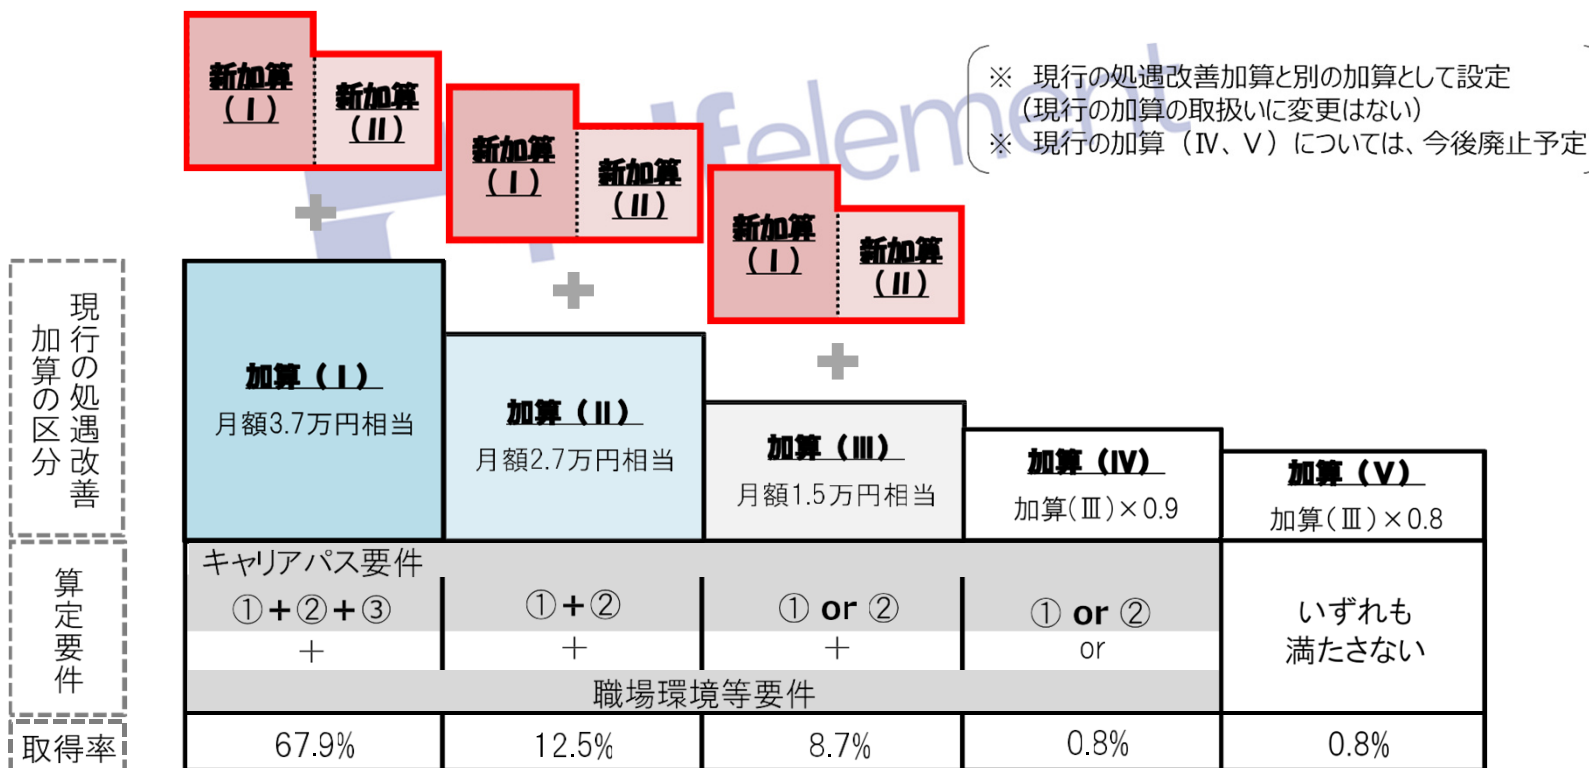 新加算
(Ⅰ)
新加算
(Ⅱ)
新加算
(Ⅰ)
新加算
(Ⅱ)
新加算
(Ⅰ)
新加算
(Ⅱ)
※ 現行の処遇改善加算と別の加算として設定
(現行の加算の取扱いに変更はない)
※ 現行の加算(Ⅳ、Ⅴ)については、今後廃止予定
element
現行の処遇改善
加算の区分
加算(Ⅰ)
月額3.7万円相当
加算(Ⅱ)
月額2.7万円相当
加算(Ⅲ)
月額1.5万円相当
加算(Ⅳ)
加算(Ⅲ)×0.9
加算(Ⅴ)
加算(Ⅲ)×0.8
算定要件
キャリアパス要件
①+②+③
①+②
① or ②
① or ②
+
+
+
or
職場環境等要件
いずれも
満たさない
取得率
67.9%
12.5%
8.7%
0.8%
0.8%